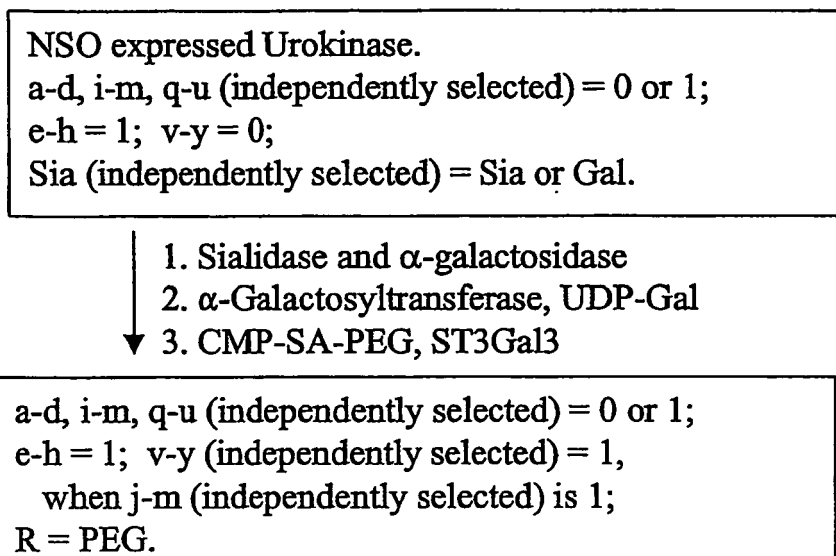 NSO expressed Urokinase.
a-d, i-m, q-u (independently selected) = 0 or 1;
e-h = 1; v-y = 0;
Sia (independently selected) = Sia or Gal.
1. Sialidase and α-galactosidase
2. α-Galactosyltransferase, UDP-Gal
3. CMP-SA-PEG, ST3Gal3
a-d, i-m, q-u (independently selected) = 0 or 1;
e-h = 1; v-y (independently selected) = 1,
when j-m (independently selected) is 1;
R = PEG.